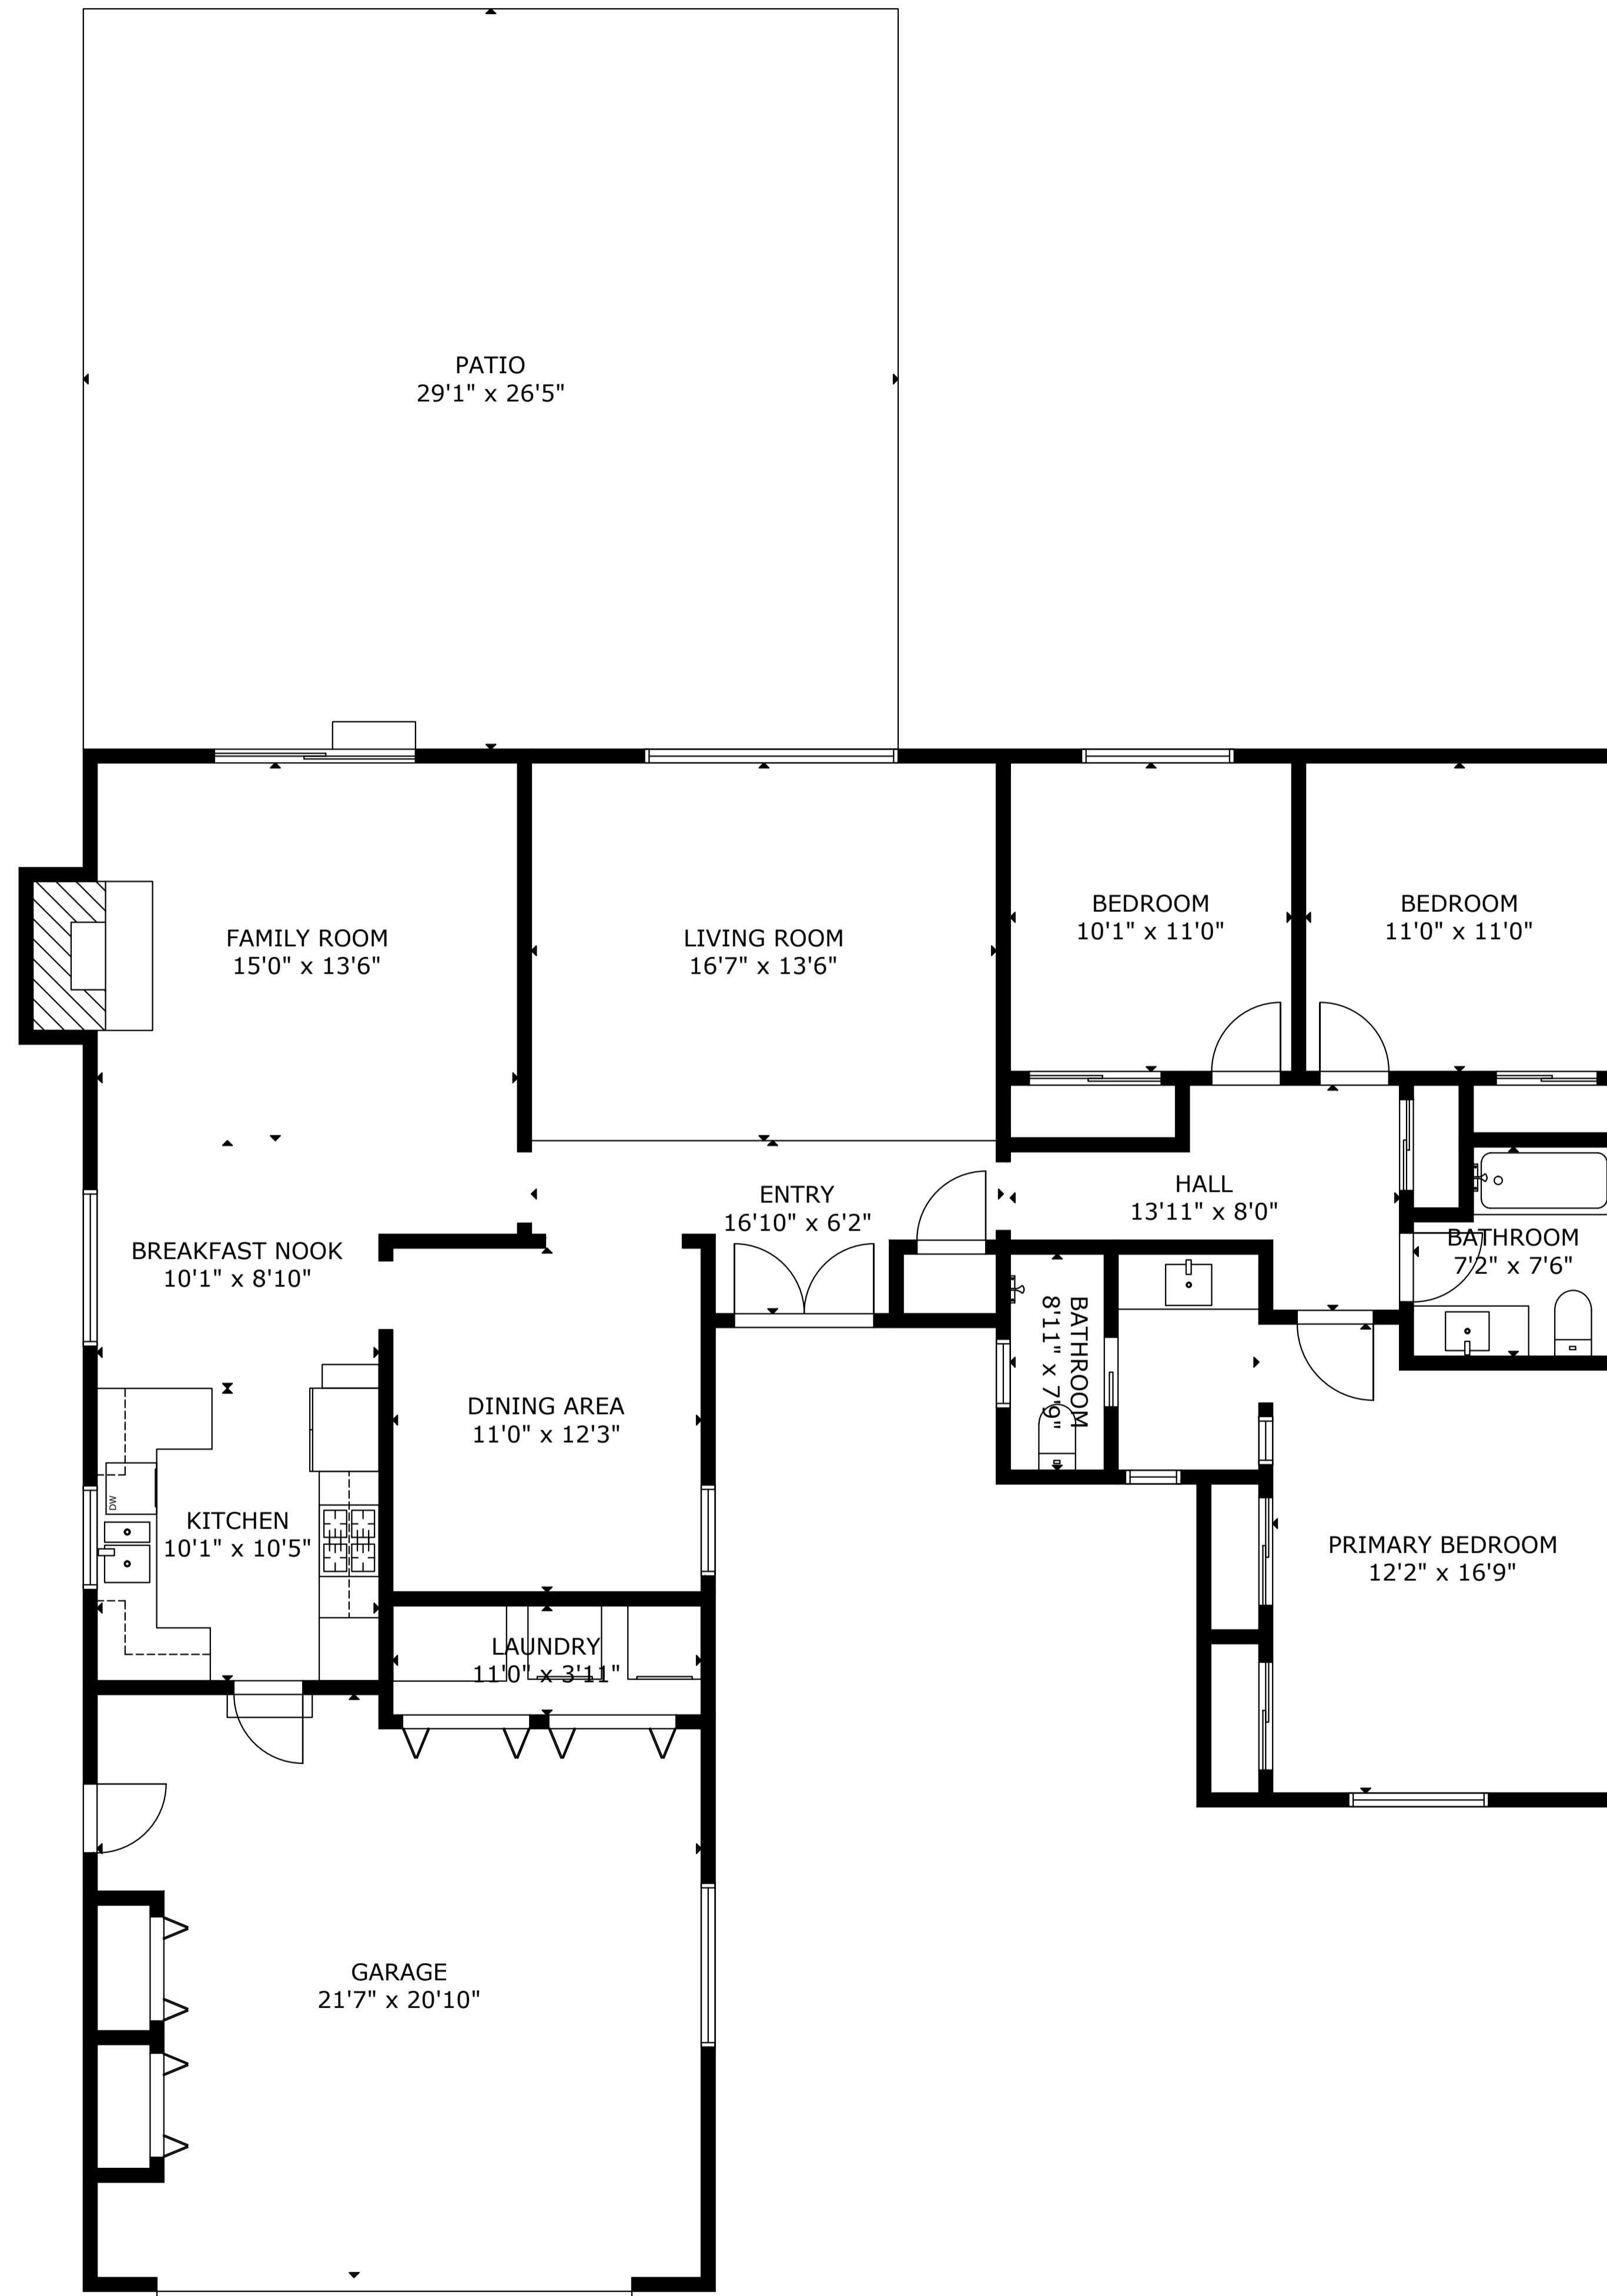 PATIO
29'1" x 26'5"
FAMILY ROOM
15'0" x 13'6"
LIVING ROOM
16'7" x 13'6"
BEDROOM
10'1" x 11'0"
BEDROOM
11'0" x 11'0"
ENTRY
16'10" x 6'2"
HALL
13'11" x 8'0"
BREAKFAST NOOK
10'1" x 8'10"
BATHROOM
7'2" x 7'6"
BATHROOM
8'11" x 7'9"
DINING AREA
11'0" x 12'3"
DW
KITCHEN
10'1" x 10'5"
PRIMARY BEDROOM
12'2" x 16'9"
LAUNDRY
11'0" x 3'11"
GARAGE
21'7" x 20'10"